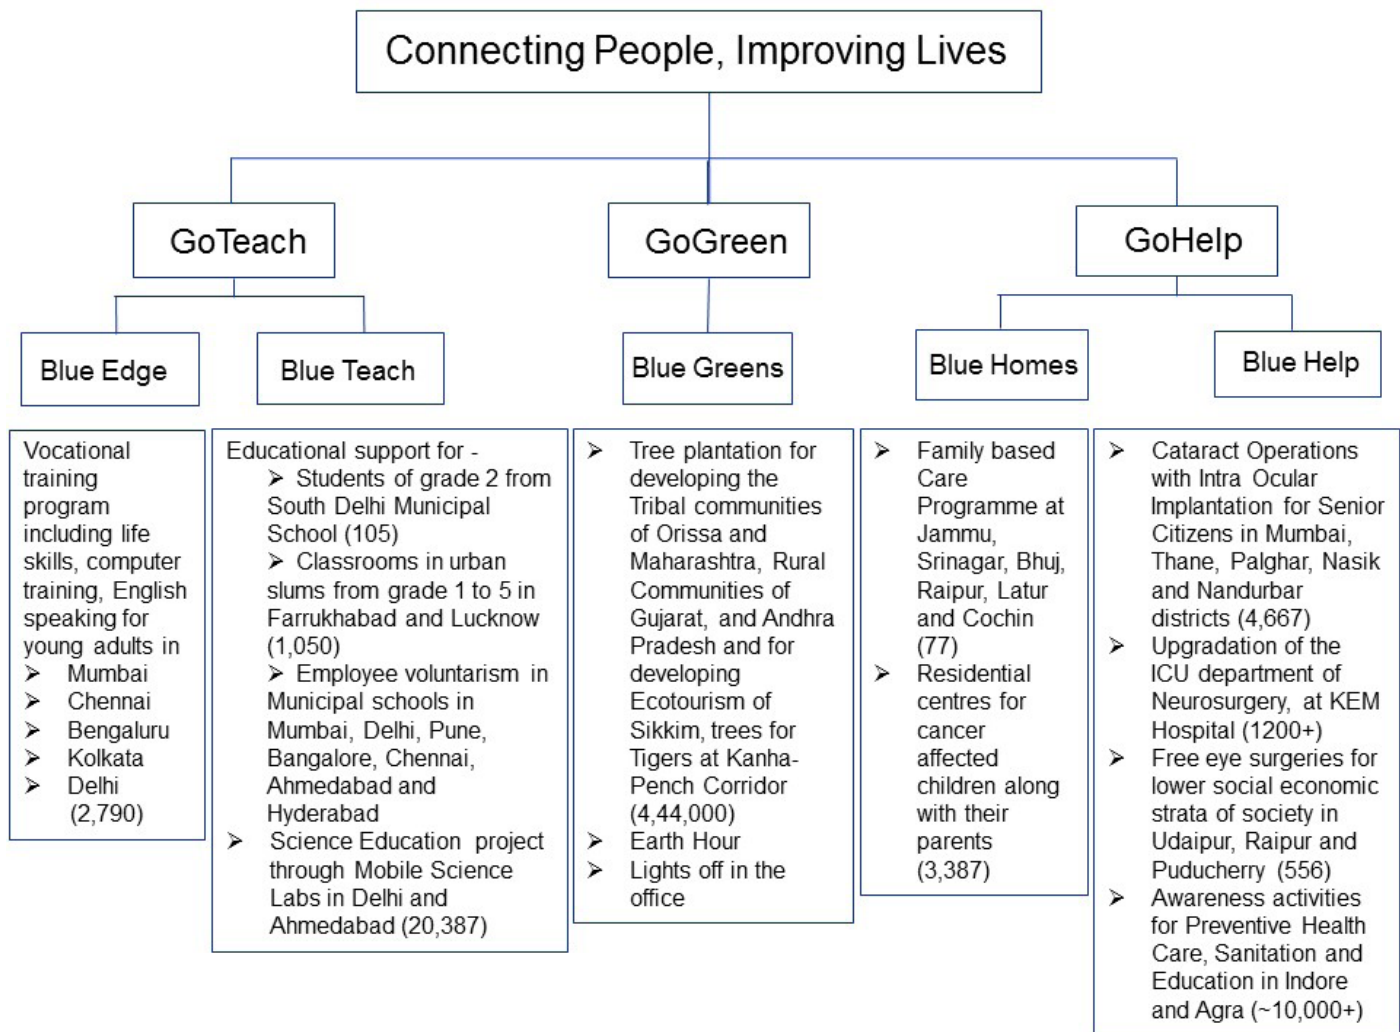 Connecting People, Improving Lives
GoTeach
GoGreen
GoHelp
Blue Edge
Blue Teach
Blue Greens
Blue Homes
Blue Help
Vocational
training
program
including life
skills, computer
training, English
speaking for
young adults in
➢ Mumbai
➢ Chennai
➢ Bengaluru
➢ Kolkata
➢ Delhi
(2,790)
Educational support for -
➢ Students of grade 2 from
South Delhi Municipal
School (105)
➢ Classrooms in urban
slums from grade 1 to 5 in
Farrukhabad and Lucknow
(1,050)
➢ Employee voluntarism in
Municipal schools in
Mumbai, Delhi, Pune,
Bangalore, Chennai,
Ahmedabad and
Hyderabad
➢ Science Education project
through Mobile Science
Labs in Delhi and
Ahmedabad (20,387)
➢ Tree plantation for
developing the
Tribal communities
of Orissa and
Maharashtra, Rural
Communities of
Gujarat, and Andhra
Pradesh and for
developing
Ecotourism of
Sikkim, trees for
Tigers at Kanha-
Pench Corridor
(4,44,000)
➢ Earth Hour
➢ Lights off in the
office
➢ Family based
Care
Programme at
Jammu,
Srinagar, Bhuj,
Raipur, Latur
and Cochin
(77)
➢ Residential
centres for
cancer
affected
children along
with their
parents
(3,387)
➢ Cataract Operations
with Intra Ocular
Implantation for Senior
Citizens in Mumbai,
Thane, Palghar, Nasik
and Nandurbar
districts (4,667)
➢ Upgradation of the
ICU department of
Neurosurgery, at KEM
Hospital (1200+)
➢ Free eye surgeries for
lower social economic
strata of society in
Udaipur, Raipur and
Puducherry (556)
➢ Awareness activities
for Preventive Health
Care, Sanitation and
Education in Indore
and Agra (~10,000+)